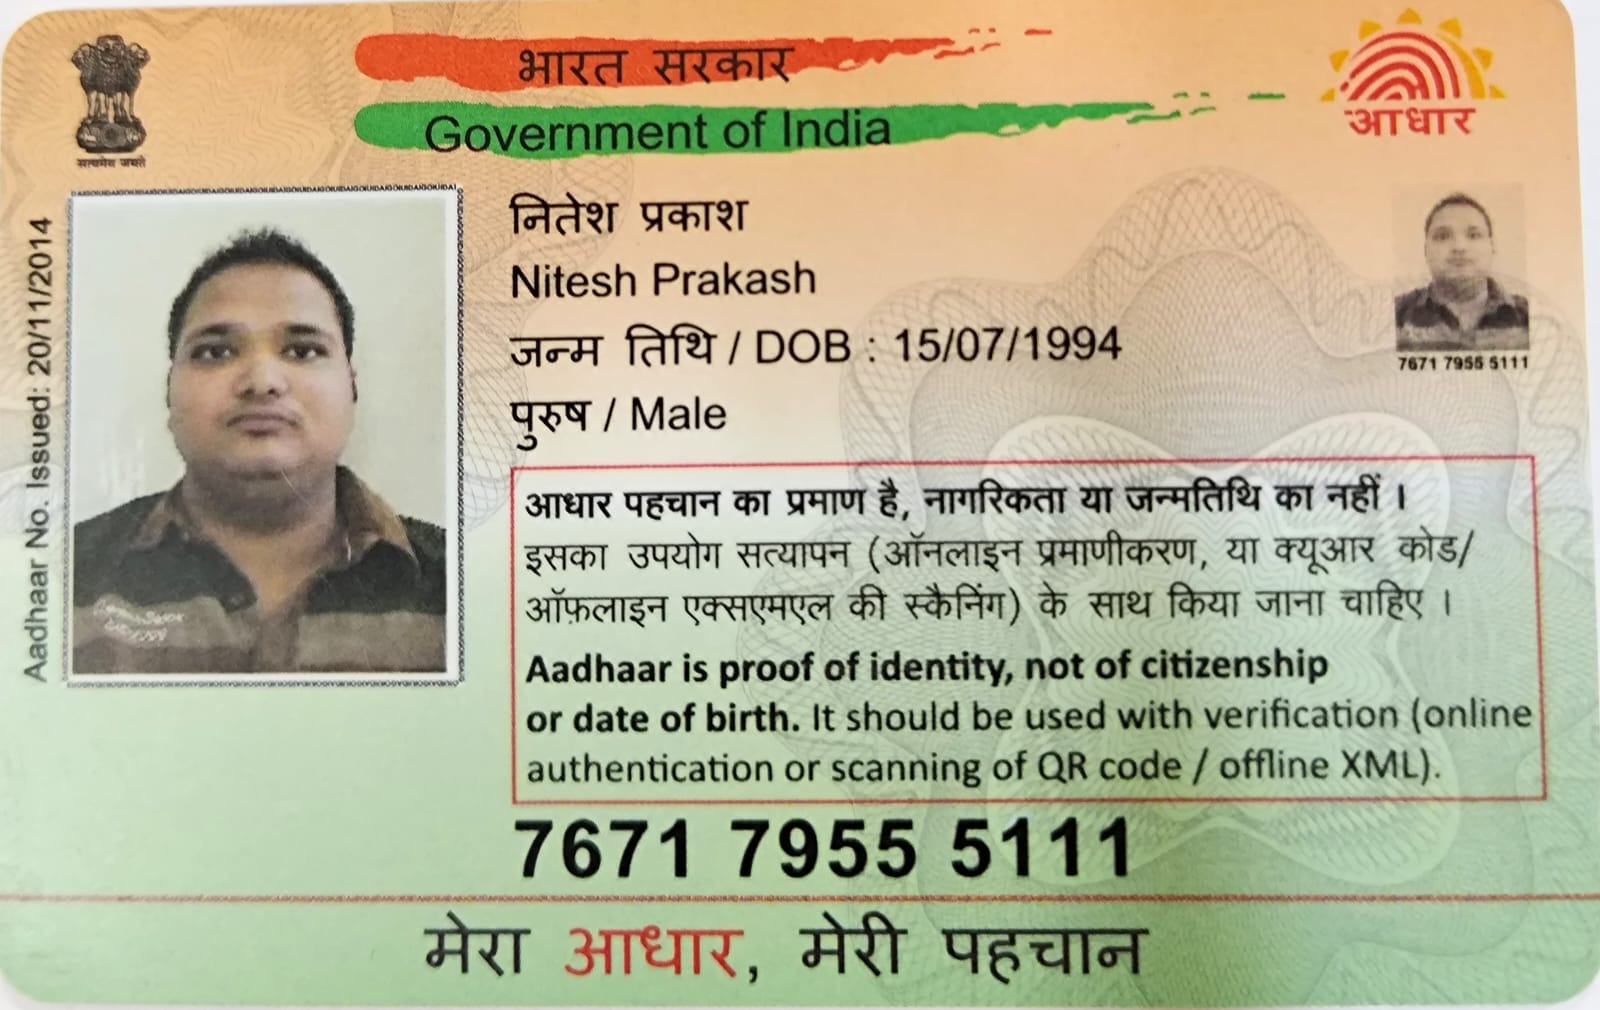 भारत सरकार
Government of India
सत्यमेव जयते
आधार
Aadhaar No. Issued: 20/11/2014
नितेश प्रकाश
Nitesh Prakash
जन्म तिथि / DOB : 15/07/1994
पुरुष / Male
7671 7955 5111
आधार पहचान का प्रमाण है, नागरिकता या जन्मतिथि का नहीं ।
इसका उपयोग सत्यापन (ऑनलाइन प्रमाणीकरण, या क्यूआर कोड/
ऑफ़लाइन एक्सएमएल की स्कैनिंग) के साथ किया जाना चाहिए ।
Aadhaar is proof of identity, not of citizenship
or date of birth. It should be used with verification (online
authentication or scanning of QR code / offline XML).
7671 7955 5111
मेरा आधार, मेरी पहचान